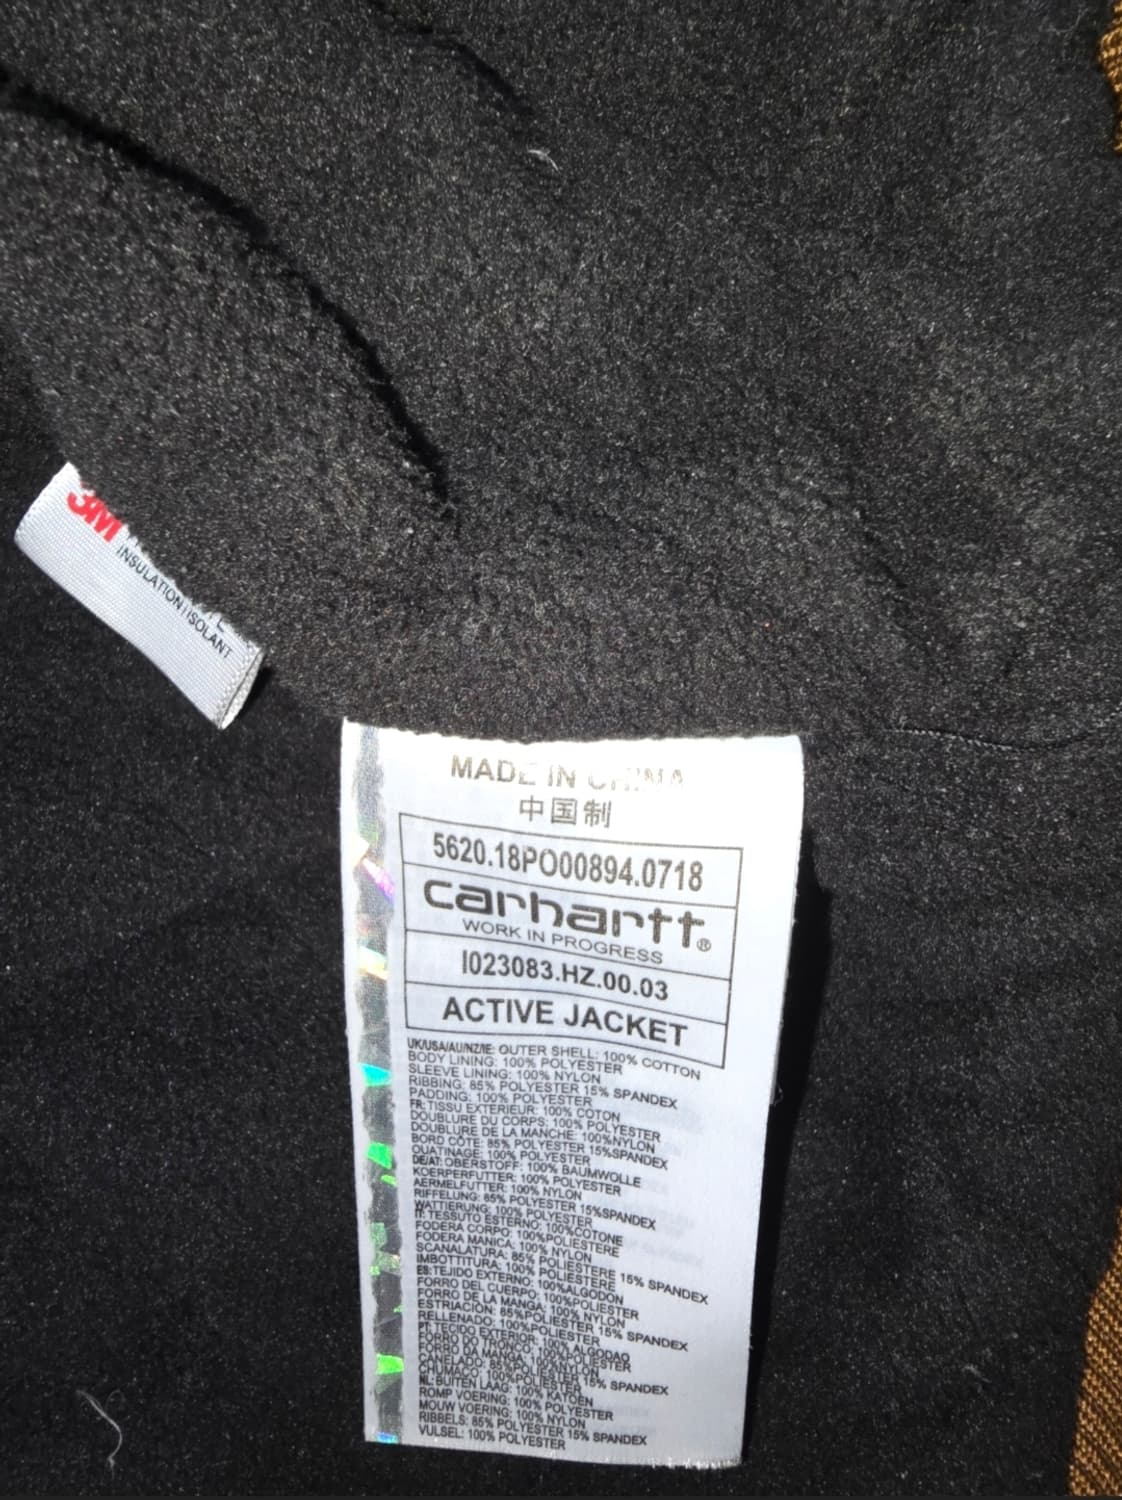 3M
INSULATION | ISOLANT
MADE IN CHINA
中国制
5620.18PO00894.0718
carhartt®
WORK IN PROGRESS
I023083.HZ.00.03
ACTIVE JACKET
UK/USA/AU/NZ/IE: OUTER SHELL: 100% COTTON
BODY LINING: 100% POLYESTER
SLEEVE LINING: 100% NYLON
RIBBING: 85% POLYESTER 15% SPANDEX
PADDING: 100% POLYESTER
FR: TISSU EXTERIEUR: 100% COTON
DOUBLURE DU CORPS: 100% POLYESTER
DOUBLURE DE LA MANCHE: 100%NYLON
BORD CÔTE: 85% POLYESTER 15%SPANDEX
OUATINAGE: 100% POLYESTER
DE/AT: OBERSTOFF: 100% BAUMWOLLE
KOERPERFUTTER: 100% POLYESTER
AERMELFUTTER: 100% NYLON
RIFFELUNG: 85% POLYESTER 15%SPANDEX
WATTIERUNG: 100% POLYESTER
IT: TESSUTO ESTERNO: 100%COTONE
FODERA CORPO: 100%POLIESTERE
FODERA MANICA: 100% NYLON
SCANALATURA: 85% POLIESTERE 15% SPANDEX
IMBOTTITURA: 100% POLIESTERE
ES: TEJIDO EXTERNO: 100%ALGODON
FORRO DEL CUERPO: 100%POLIESTER
FORRO DE LA MANGA: 100% NYLON
ESTRIACION: 85%POLIESTER 15% SPANDEX
RELLENADO: 100%POLIESTER
PT: TECIDO EXTERIOR: 100% ALGODAO
FORRO DO TRONCO: 100%POLIESTER
FORRO DA MANGA: 100%NYLON
CANELADO: 85%POLIESTER 15% SPANDEX
CHUMAÇO: 100%POLIESTER
NL: BUITEN LAAG: 100% KATOEN
ROMP VOERING: 100% POLYESTER
MOUW VOERING: 100% NYLON
RIBBELS: 85% POLYESTER 15% SPANDEX
VULSEL: 100% POLYESTER